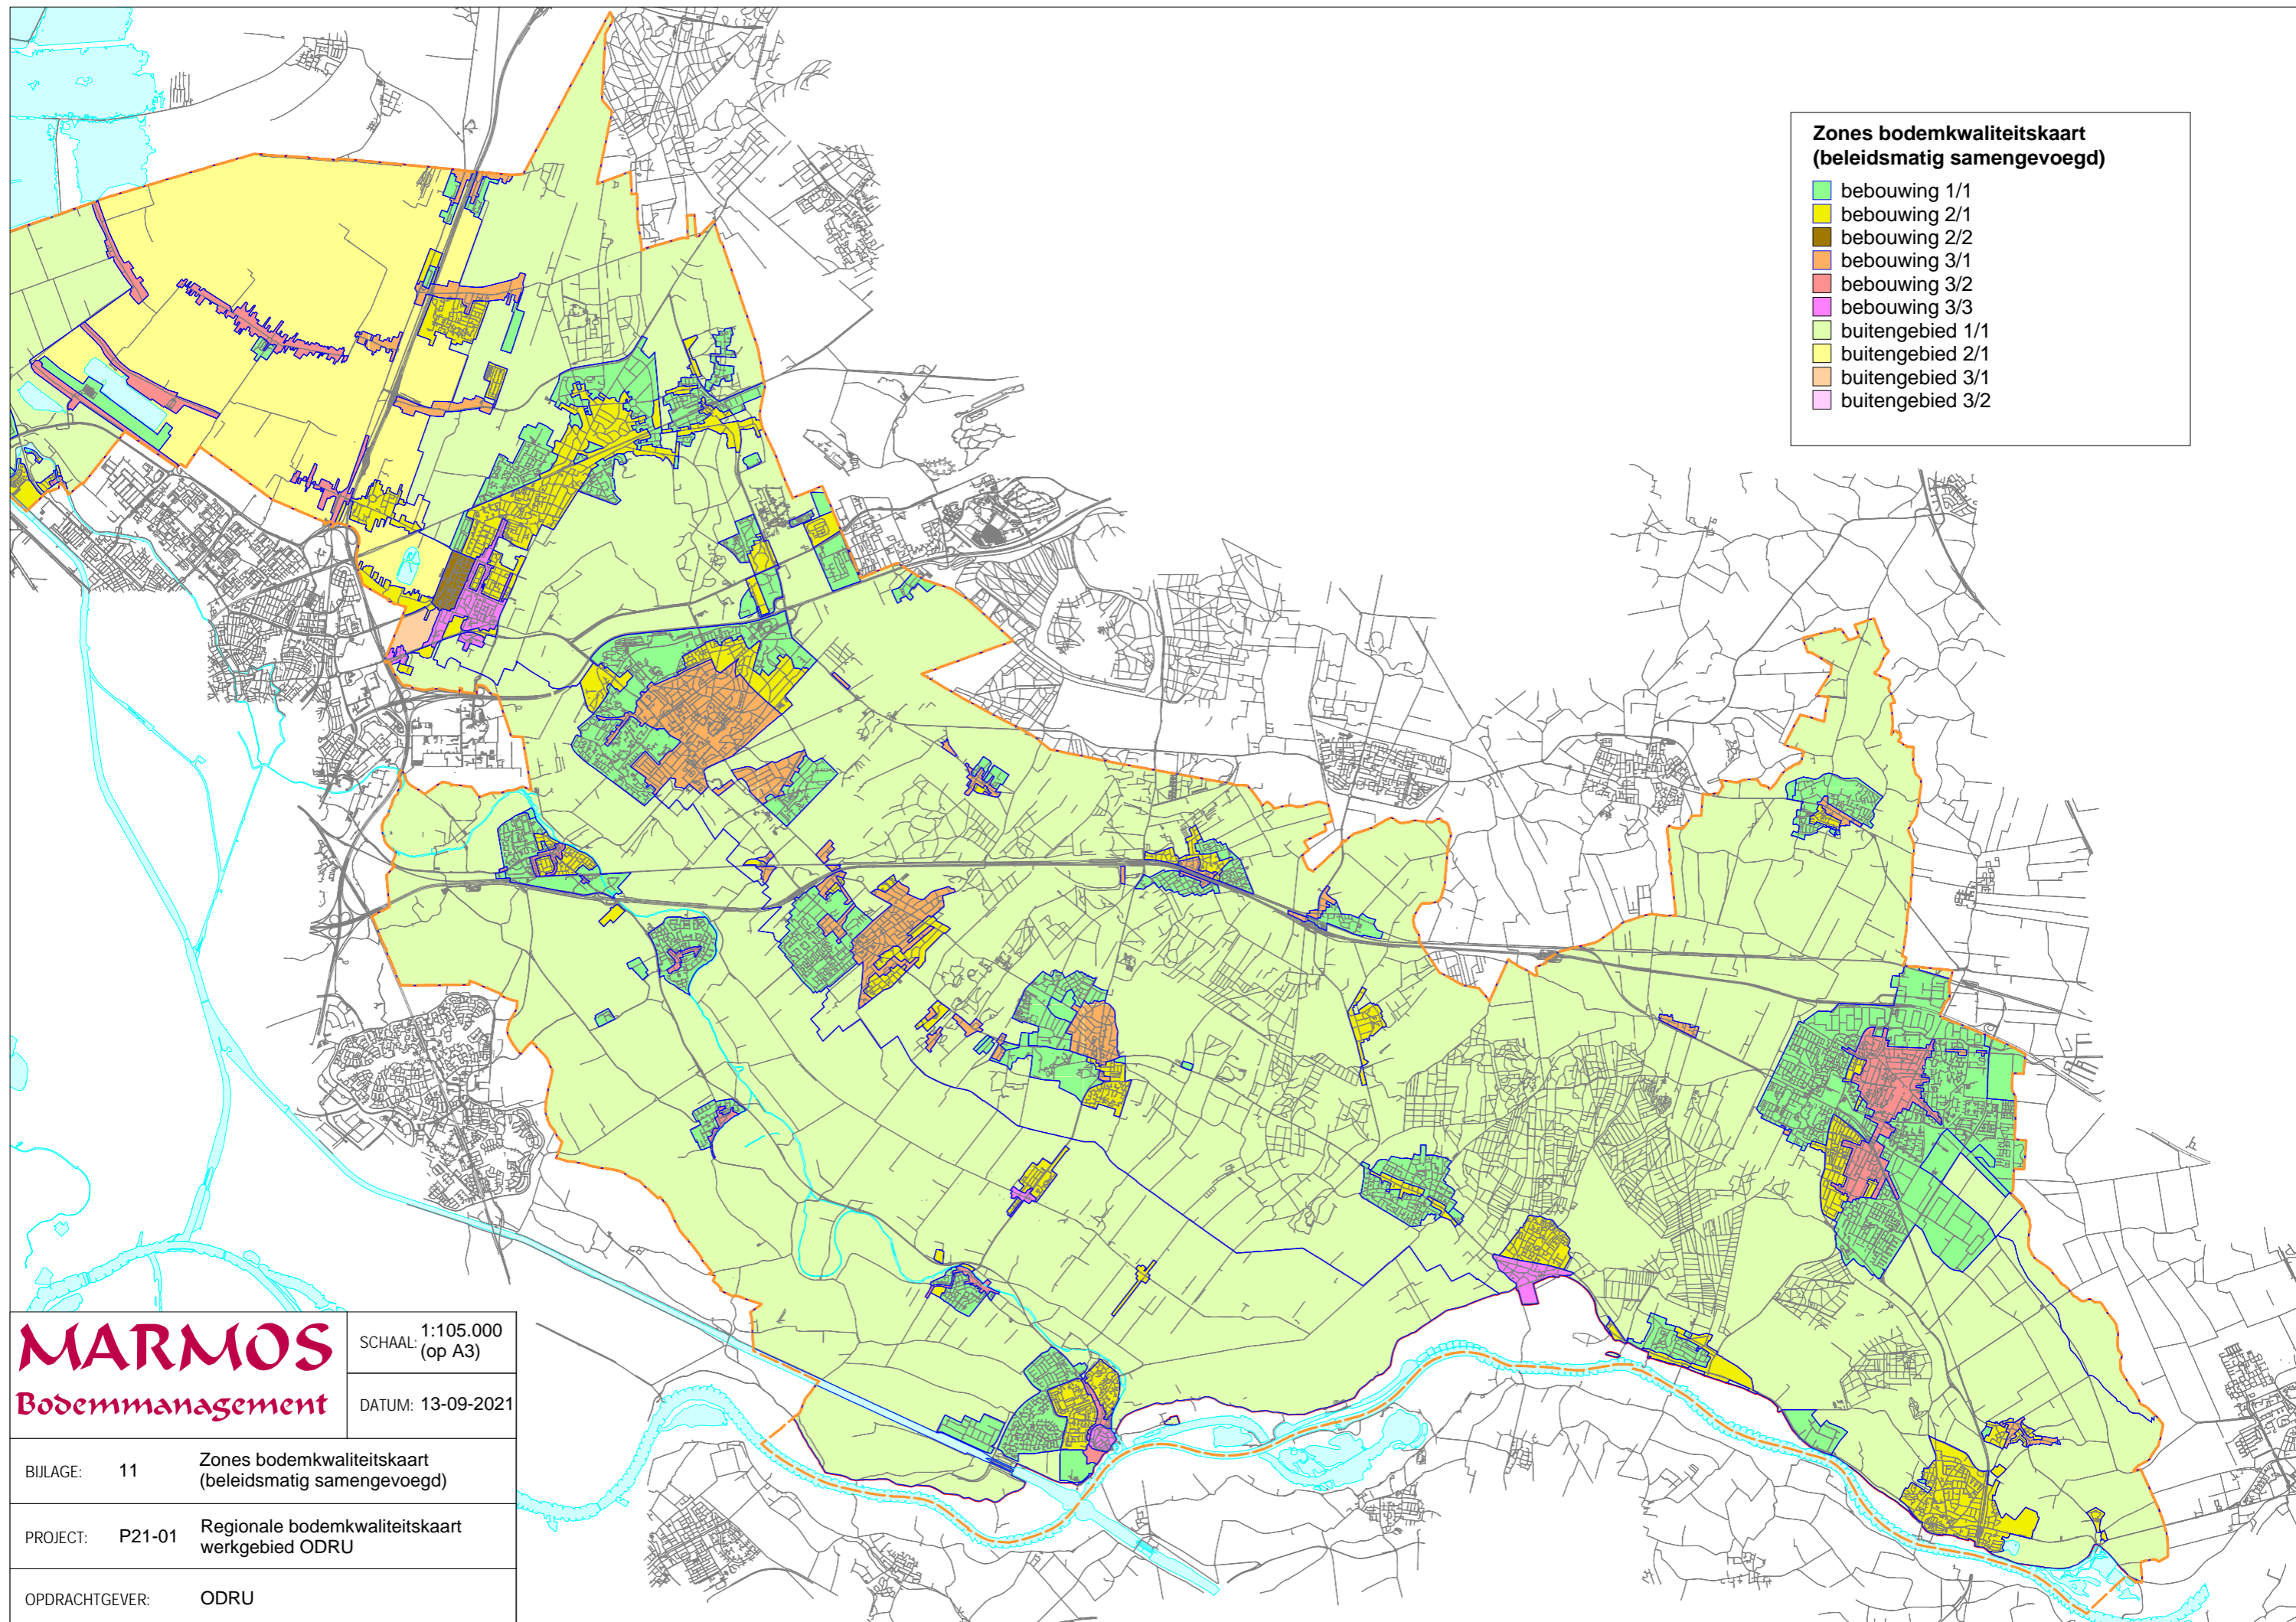 Zones bodemkwaliteitskaart
(beleidsmatig samengevoegd)
bebouwing 1/1
bebouwing 2/1
bebouwing 2/2
bebouwing 3/1
bebouwing 3/2
bebouwing 3/3
buitengebied 1/1
buitengebied 2/1
buitengebied 3/1
buitengebied 3/2
MARMOS
Bodemmanagement
SCHAAL: 1:105.000
(op A3)
DATUM: 13-09-2021
BIJLAGE: 11 Zones bodemkwaliteitskaart
(beleidsmatig samengevoegd)
PROJECT: P21-01 Regionale bodemkwaliteitskaart
werkgebied ODRU
OPDRACHTGEVER: ODRU